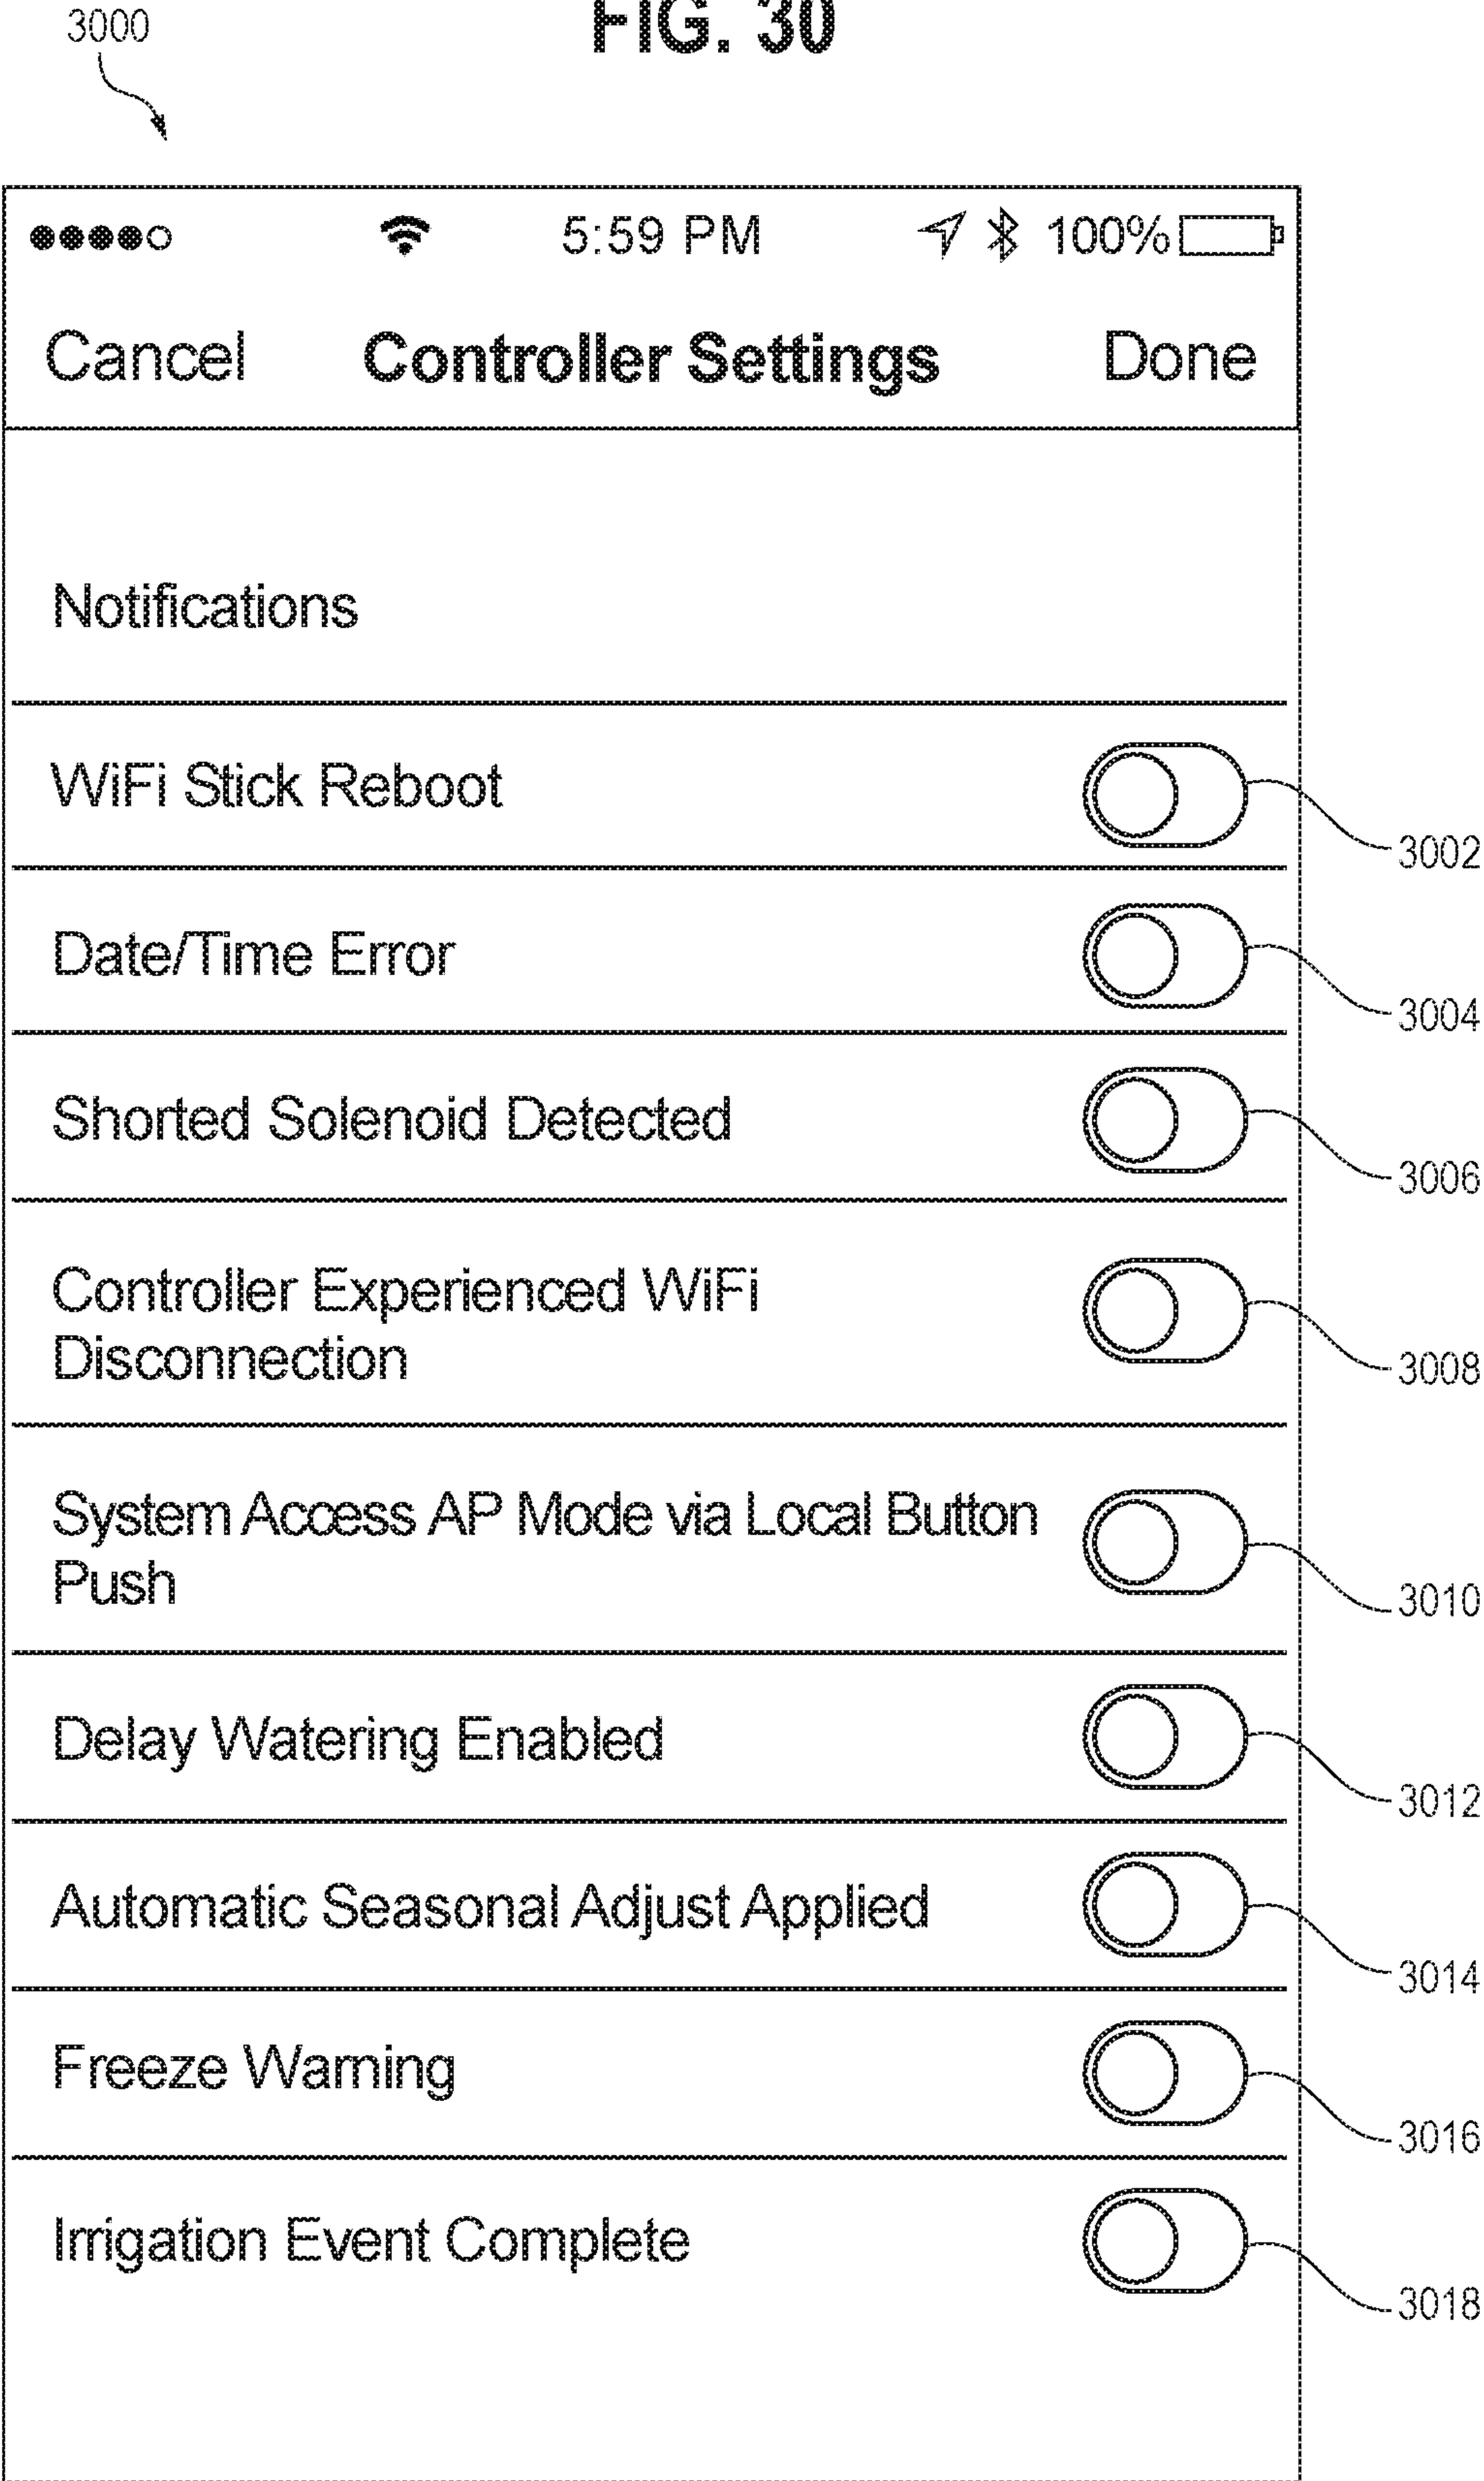 FIG. 30
3000
5:59 PM 100%
Cancel Controller Settings Done
Notifications
WiFi Stick Reboot
3002
Date/Time Error
3004
Shorted Solenoid Detected
3006
Controller Experienced WiFi
Disconnection
3008
System Access AP Mode via Local Button
Push
3010
Delay Watering Enabled
3012
Automatic Seasonal Adjust Applied
3014
Freeze Warning
3016
Irrigation Event Complete
3018